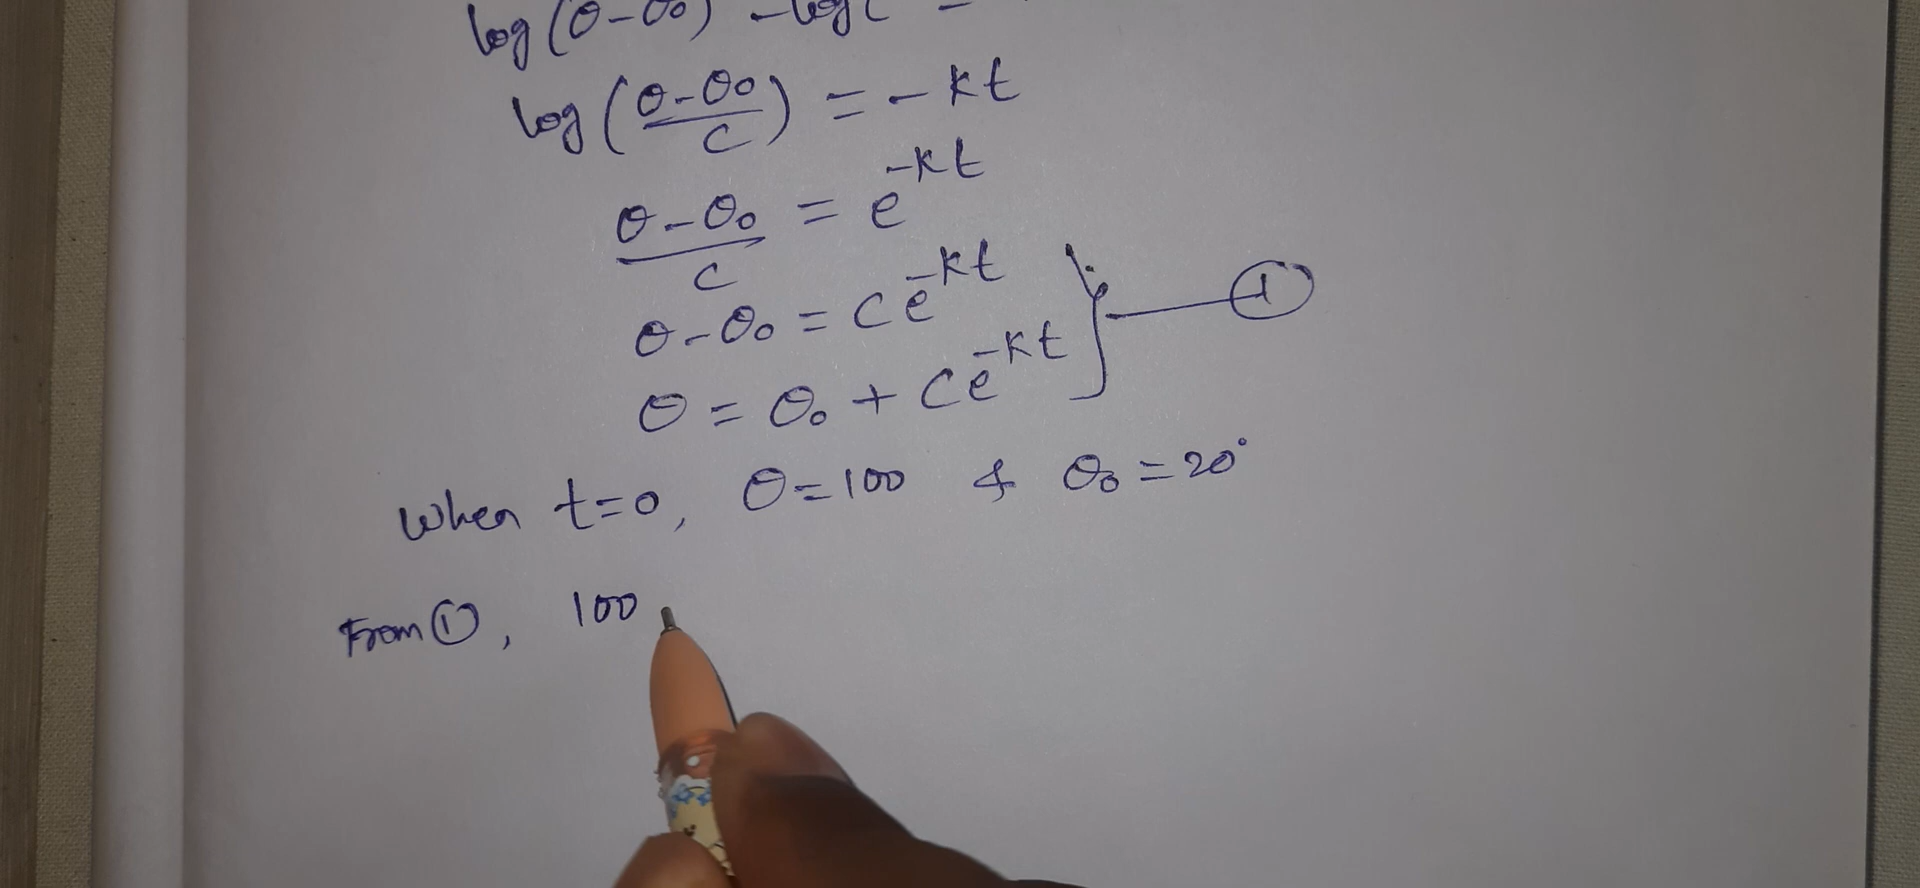 log (θ-θ₀) - log c =
log (θ-θ₀/c) = -kt
θ-θ₀/c = e^-kt
θ-θ₀ = ce^-kt
θ = θ₀ + ce^-kt } — ①
when t=0, θ=100 & θ₀=20°
From ①, 100